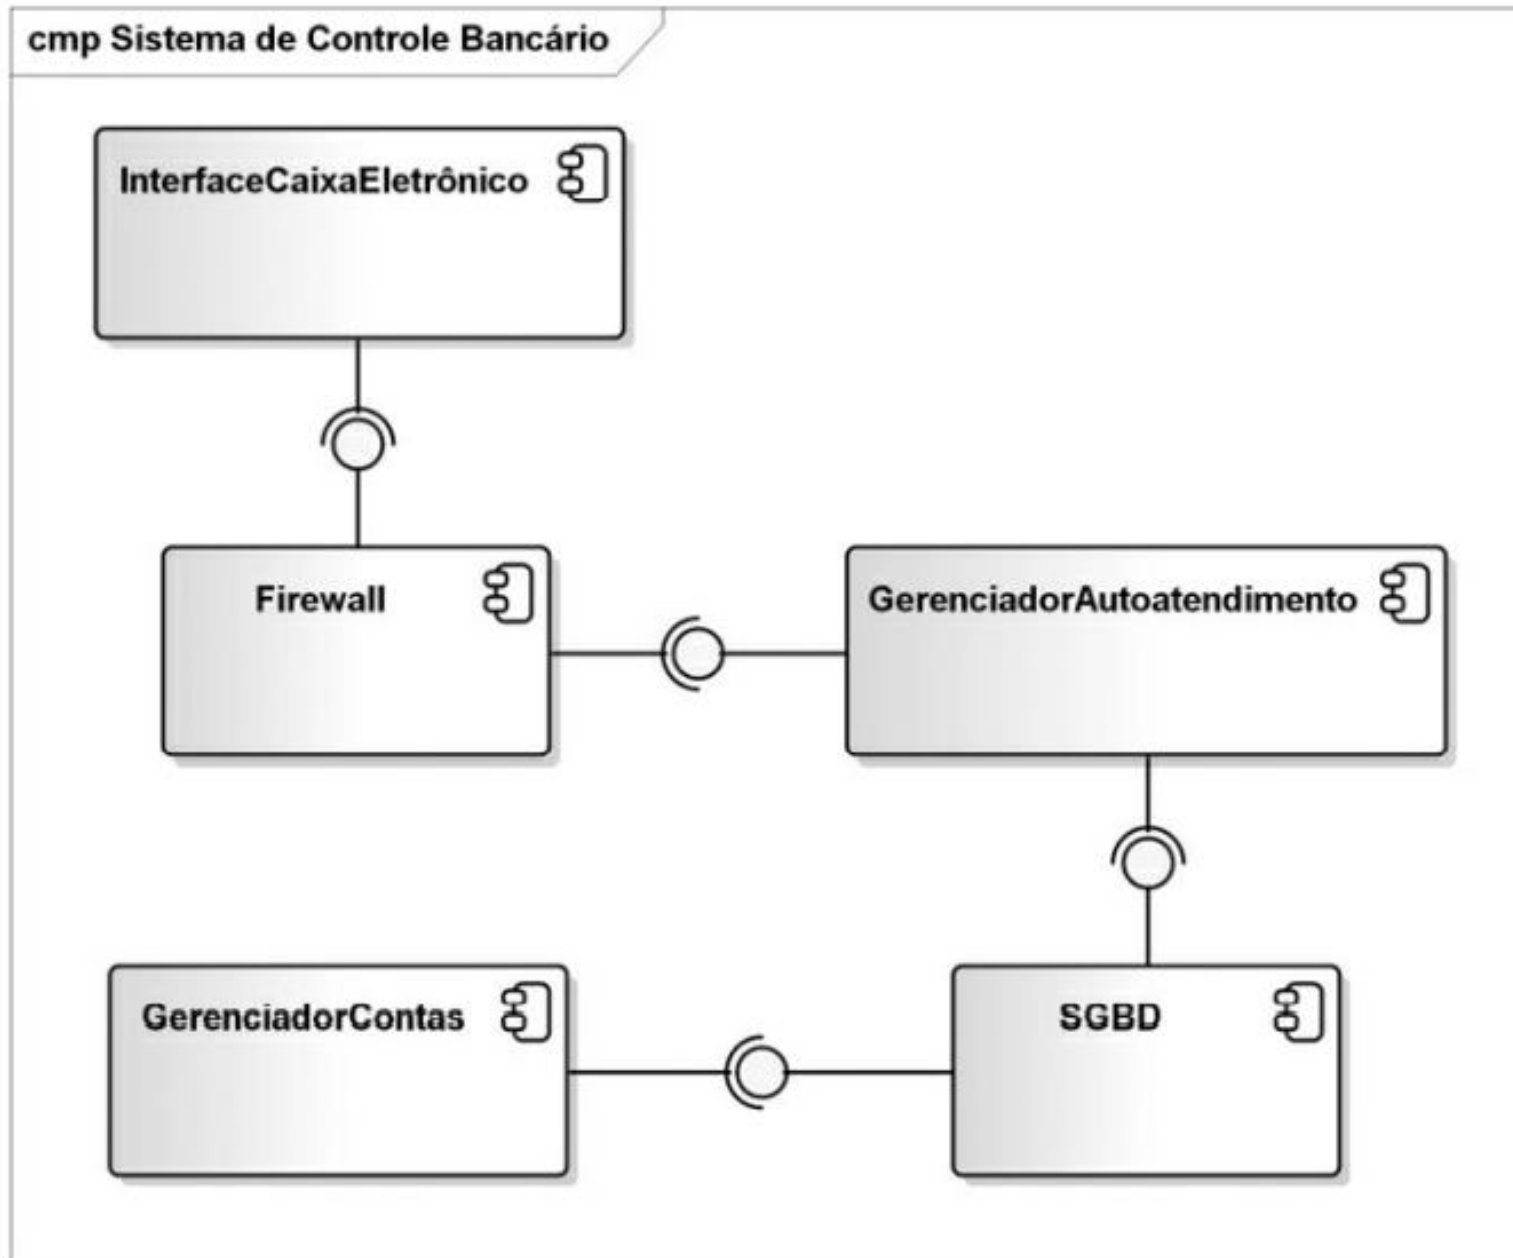 cmp Sistema de Controle Bancário
InterfaceCaixaEletrônico
Firewall
GerenciadorAutoatendimento
GerenciadorContas
SGBD